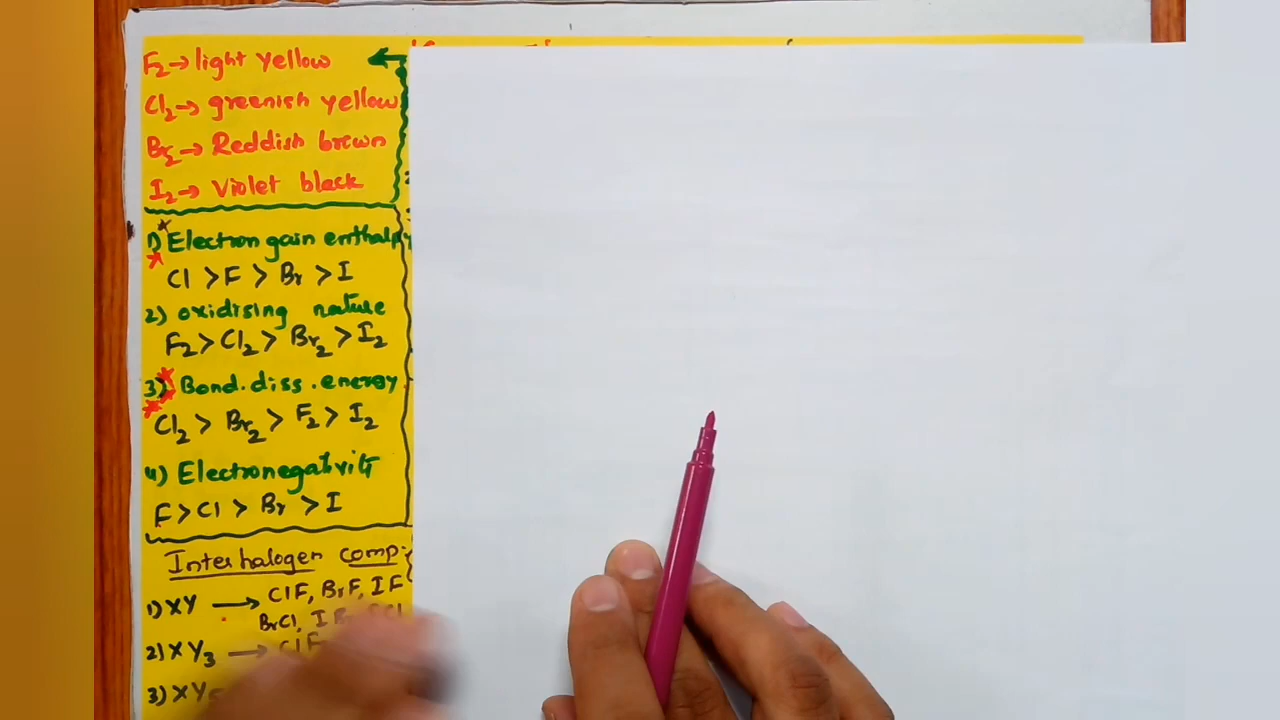 F₂→ light yellow
Cl₂→ greenish yellow
Br₂→ Reddish brown
I₂→ Violet black
1) Electron gain enthalpy
Cl > F > Br > I
2) oxidising nature
F₂ > Cl₂ > Br₂ > I₂
3) Bond. diss. energy
Cl₂ > Br₂ > F₂ > I₂
4) Electronegativity
F > Cl > Br > I
Interhalogen comp
1) XY → ClF, BrF, IF
BrCl, I
2) XY₃ → ClF
3) XY